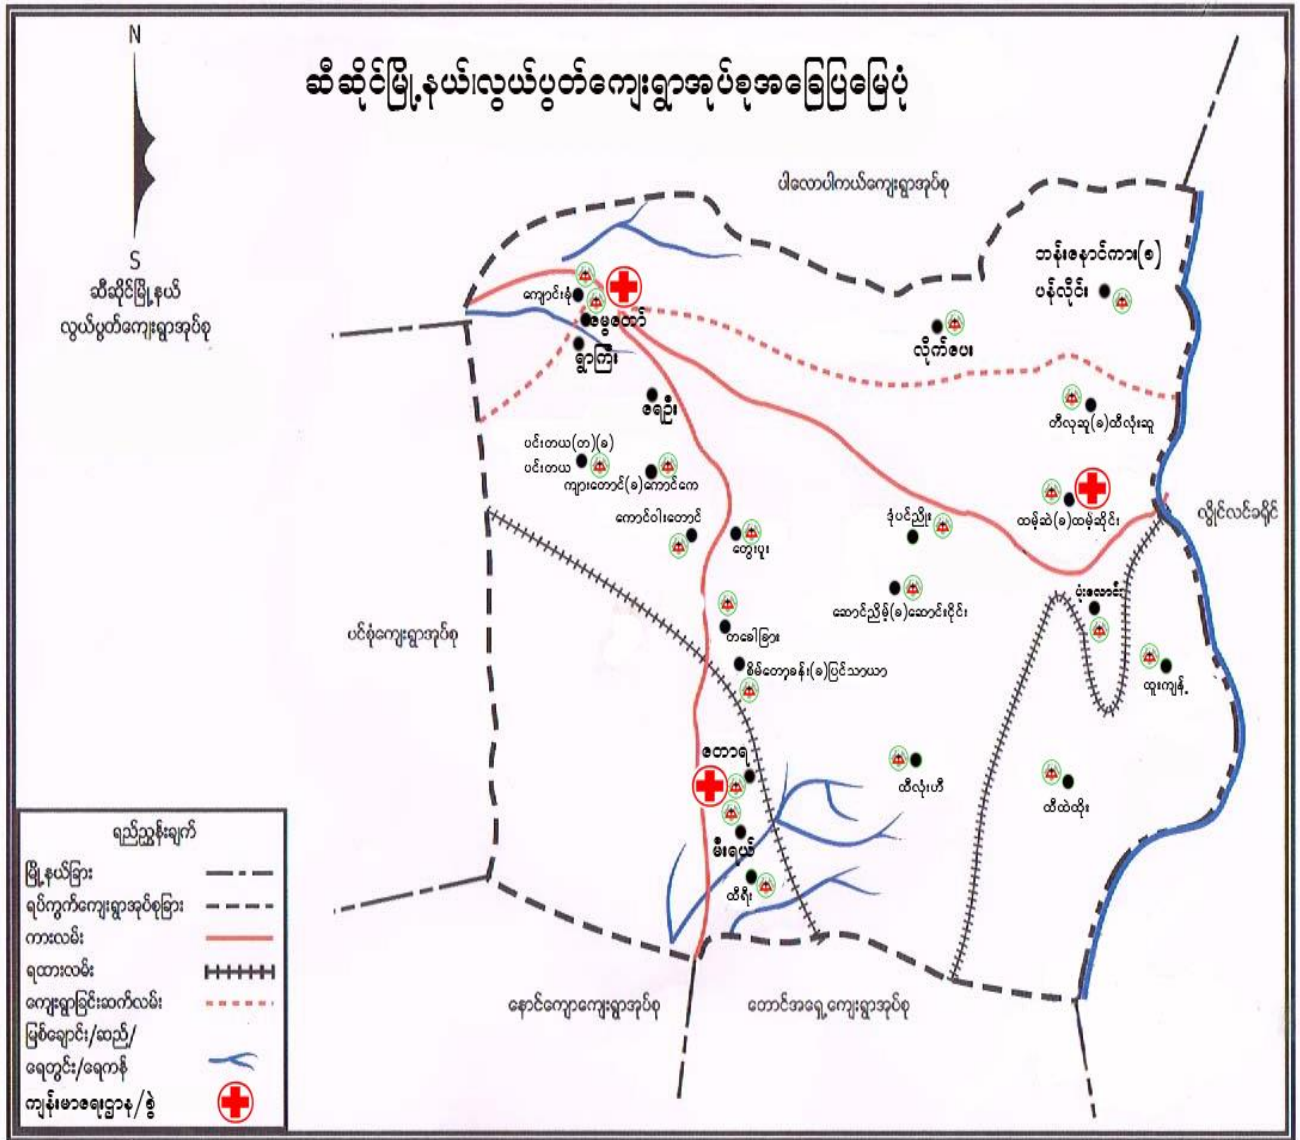 N
ဆီဆိုင်မြို့နယ်၊လွယ်ပွတ်ကျေးရွာအုပ်စုအခြေပြမြေပုံ
S
ဆီဆိုင်မြို့နယ်
လွယ်ပွတ်ကျေးရွာအုပ်စု
ပါလောပါကယ်ကျေးရွာအုပ်စု
ဘန်းနောင်ကား(စ)
ပန်လိုင်း
ကျောင်းခုံ
ဇမ္ဗူတော်
ရွာကြီး
လိုက်ပေး
ရေဦး
တီလုဆူ(ခ)ထီလုံးဆူ
ပင်းတယ(တ)(ခ)
ပင်းတယ
ကျားတောင်(ခ)ကောင်ကေ
ထမ့်ဆဲ(ခ)ထမ့်ဆိုင်း
လွိုင်လင်ခရိုင်
ကောင်ဝါးတောင်
တွေးပူး
ဒုံပင်ညိုး
ဆောင်ညိမ့်(ခ)ဆောင်းငိုင်း
ပုံးလောင်း
တခေါခြား
ပင်စုံကျေးရွာအုပ်စု
စိမ်တောခန်း(ခ)ပြင်သာယာ
ထူးကျန့်
တောရ
ထီလုံးဟီ
ထီထဲထိုး
မီးရယ်
ထီရီး
နောင်ကျောကျေးရွာအုပ်စု
တောင်အရှေ့ကျေးရွာအုပ်စု
ရည်ညွှန်းချက်
မြို့နယ်ခြား
ရပ်ကွက်ကျေးရွာအုပ်စုခြား
ကားလမ်း
ရထားလမ်း
ကျေးရွာခြင်းဆက်လမ်း
မြစ်ချောင်း/ဆည်/
ရေတွင်း/ရေကန်
ကျန်းမာရေးဌာန/ခွဲ